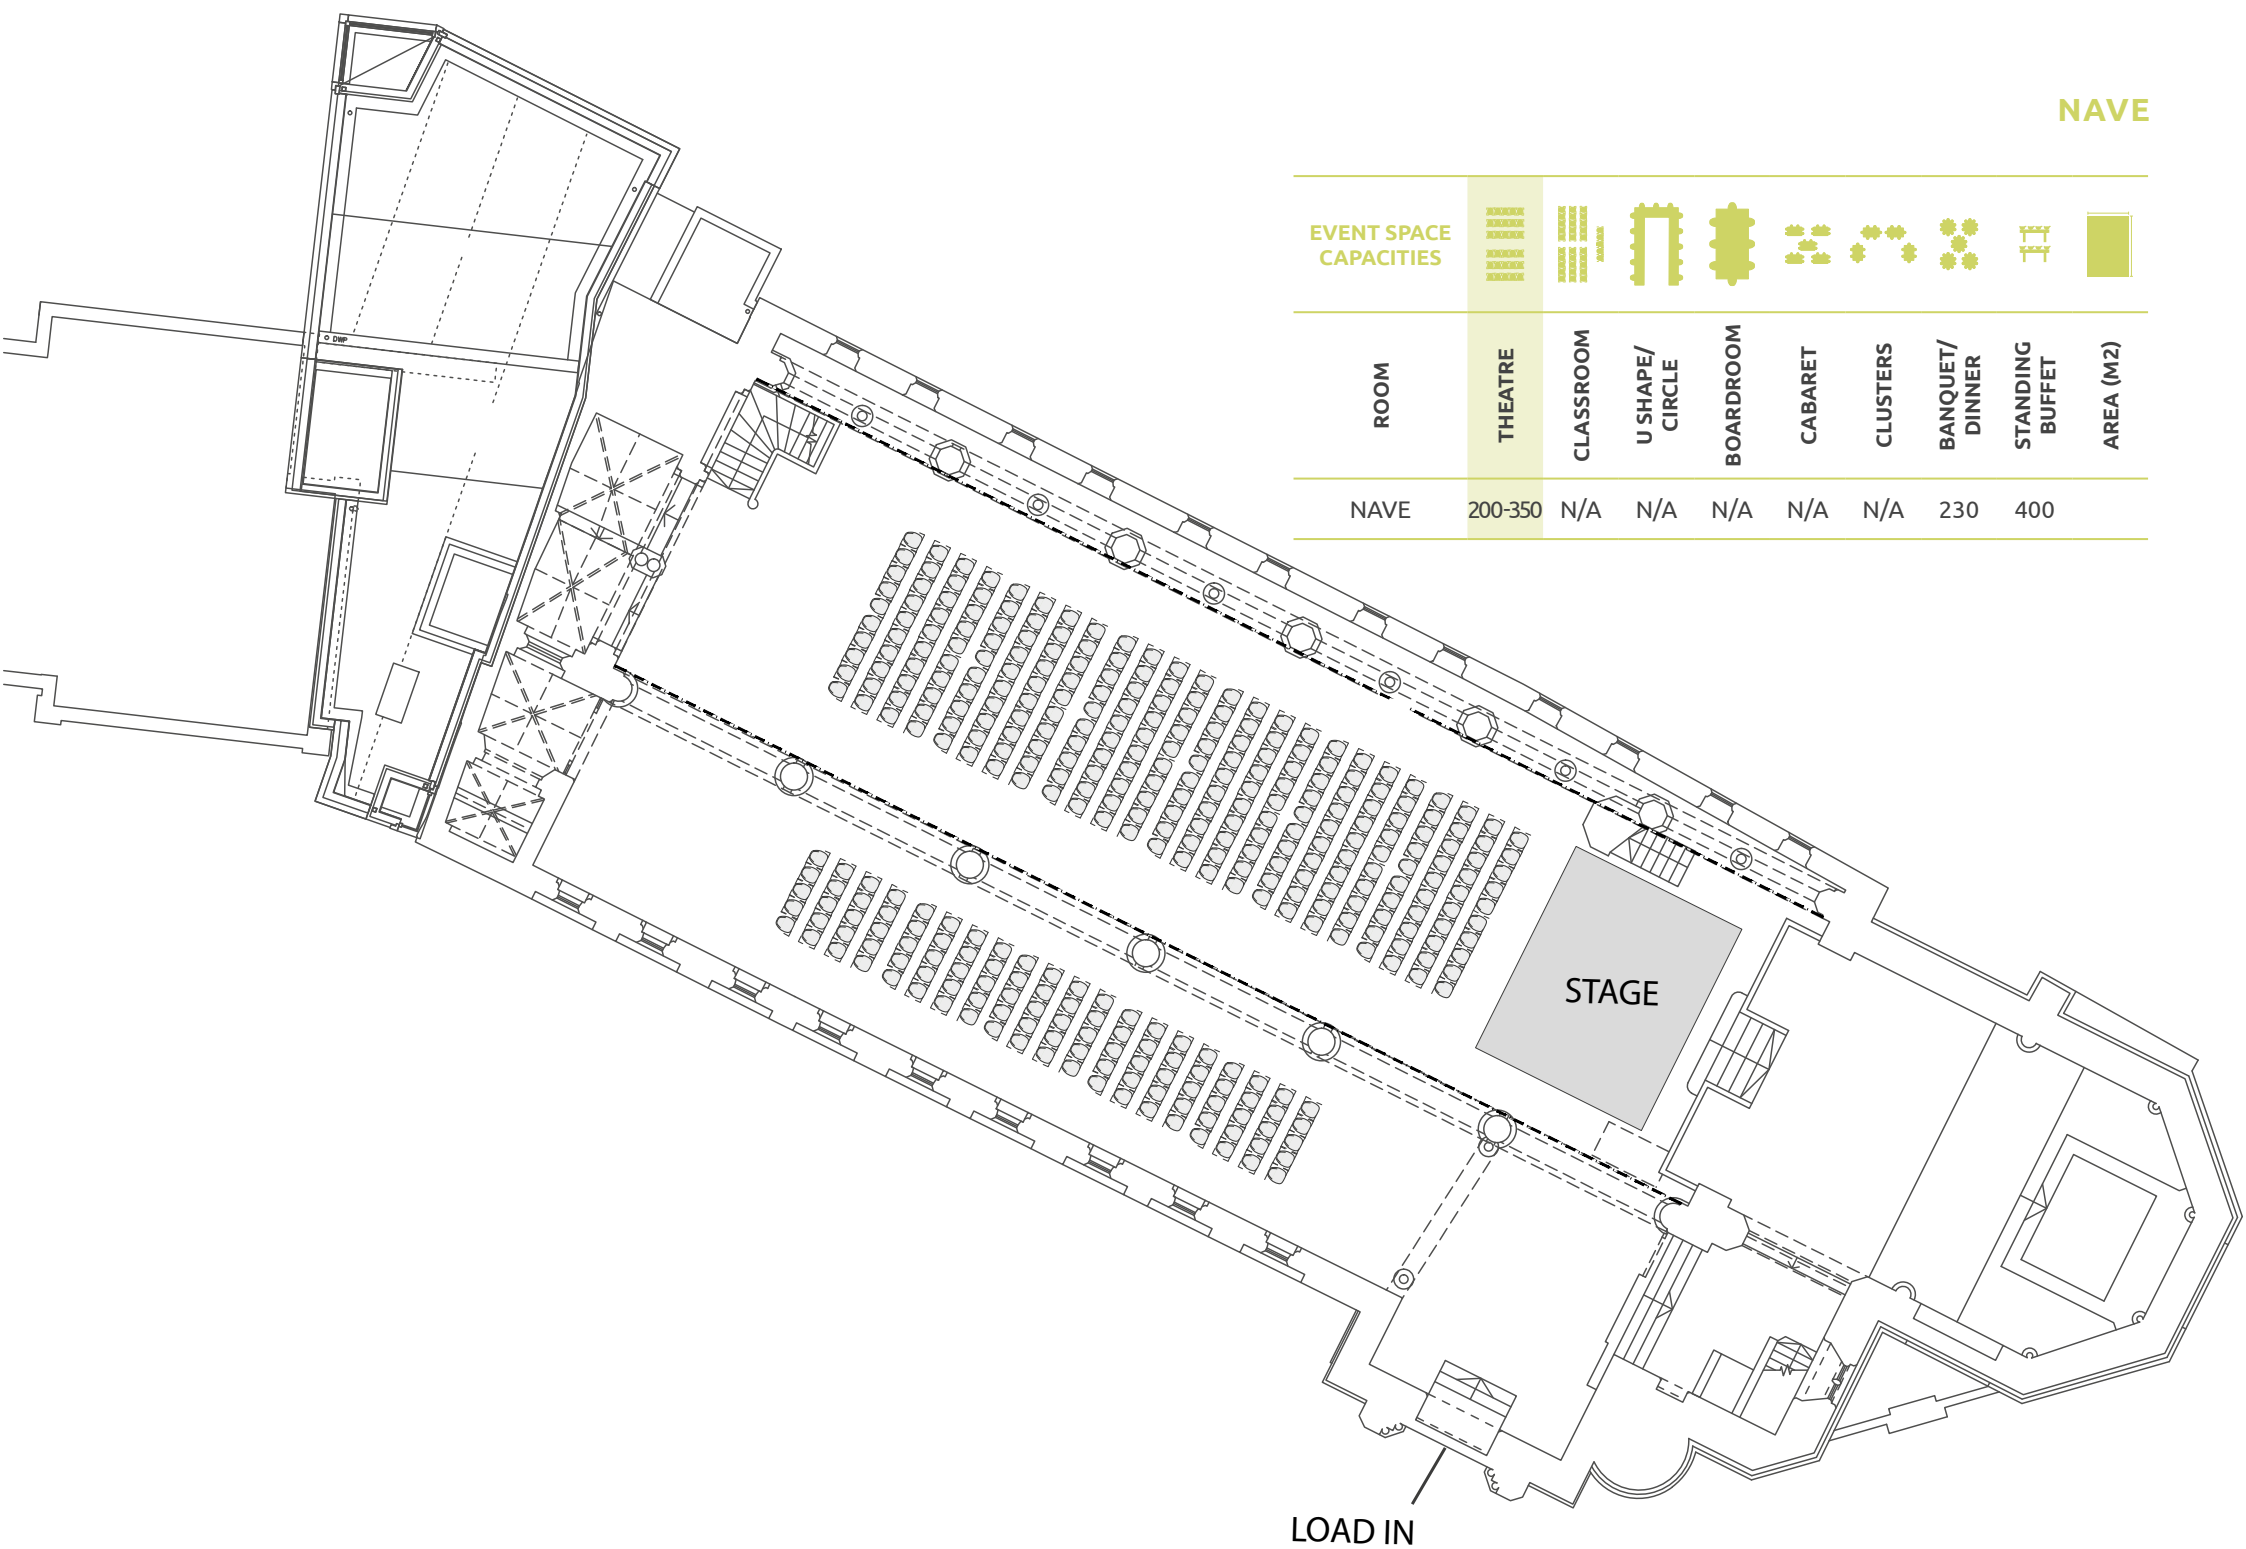 NAVE
EVENT SPACE
CAPACITIES
ROOM
THEATRE
CLASSROOM
U SHAPE/
CIRCLE
BOARDROOM
CABARET
CLUSTERS
BANQUET/
DINNER
STANDING
BUFFET
AREA (M2)
NAVE 200-350 N/A N/A N/A N/A N/A 230 400
DWP
STAGE
LOAD IN